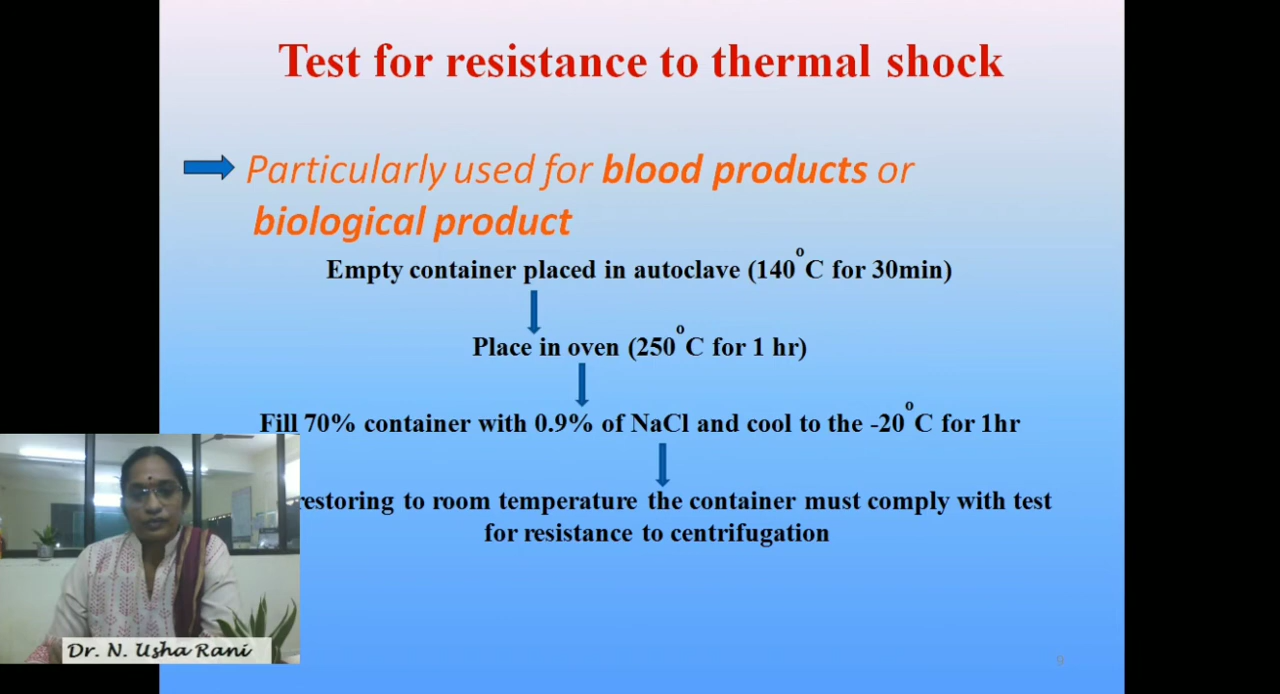 Test for resistance to thermal shock
Particularly used for blood products or
biological product
Empty container placed in autoclave (140°C for 30min)
Place in oven (250°C for 1 hr)
Fill 70% container with 0.9% of NaCl and cool to the -20°C for 1hr
restoring to room temperature the container must comply with test
for resistance to centrifugation
Dr. N. Usha Rani
9